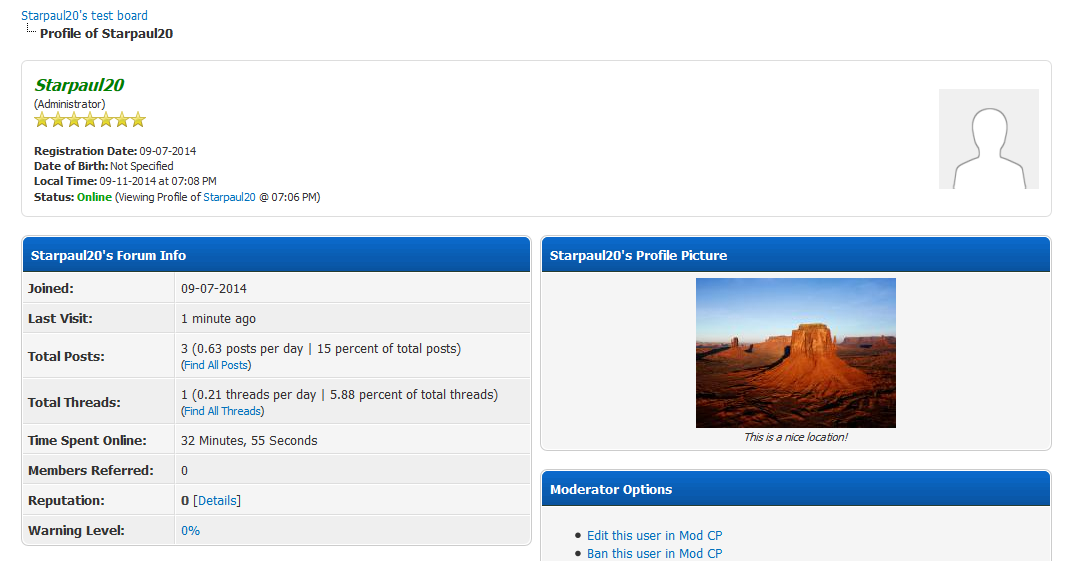 Starpaul20's test board
Profile of Starpaul20
Starpaul20
(Administrator)
Registration Date: 09-07-2014
Date of Birth: Not Specified
Local Time: 09-11-2014 at 07:08 PM
Status: Online (Viewing Profile of Starpaul20 @ 07:06 PM)
Starpaul20's Forum Info
Joined: 09-07-2014
Last Visit: 1 minute ago
Total Posts: 3 (0.63 posts per day | 15 percent of total posts)
(Find All Posts)
Total Threads: 1 (0.21 threads per day | 5.88 percent of total threads)
(Find All Threads)
Time Spent Online: 32 Minutes, 55 Seconds
Members Referred: 0
Reputation: 0 [Details]
Warning Level: 0%
Starpaul20's Profile Picture
This is a nice location!
Moderator Options
Edit this user in Mod CP
Ban this user in Mod CP